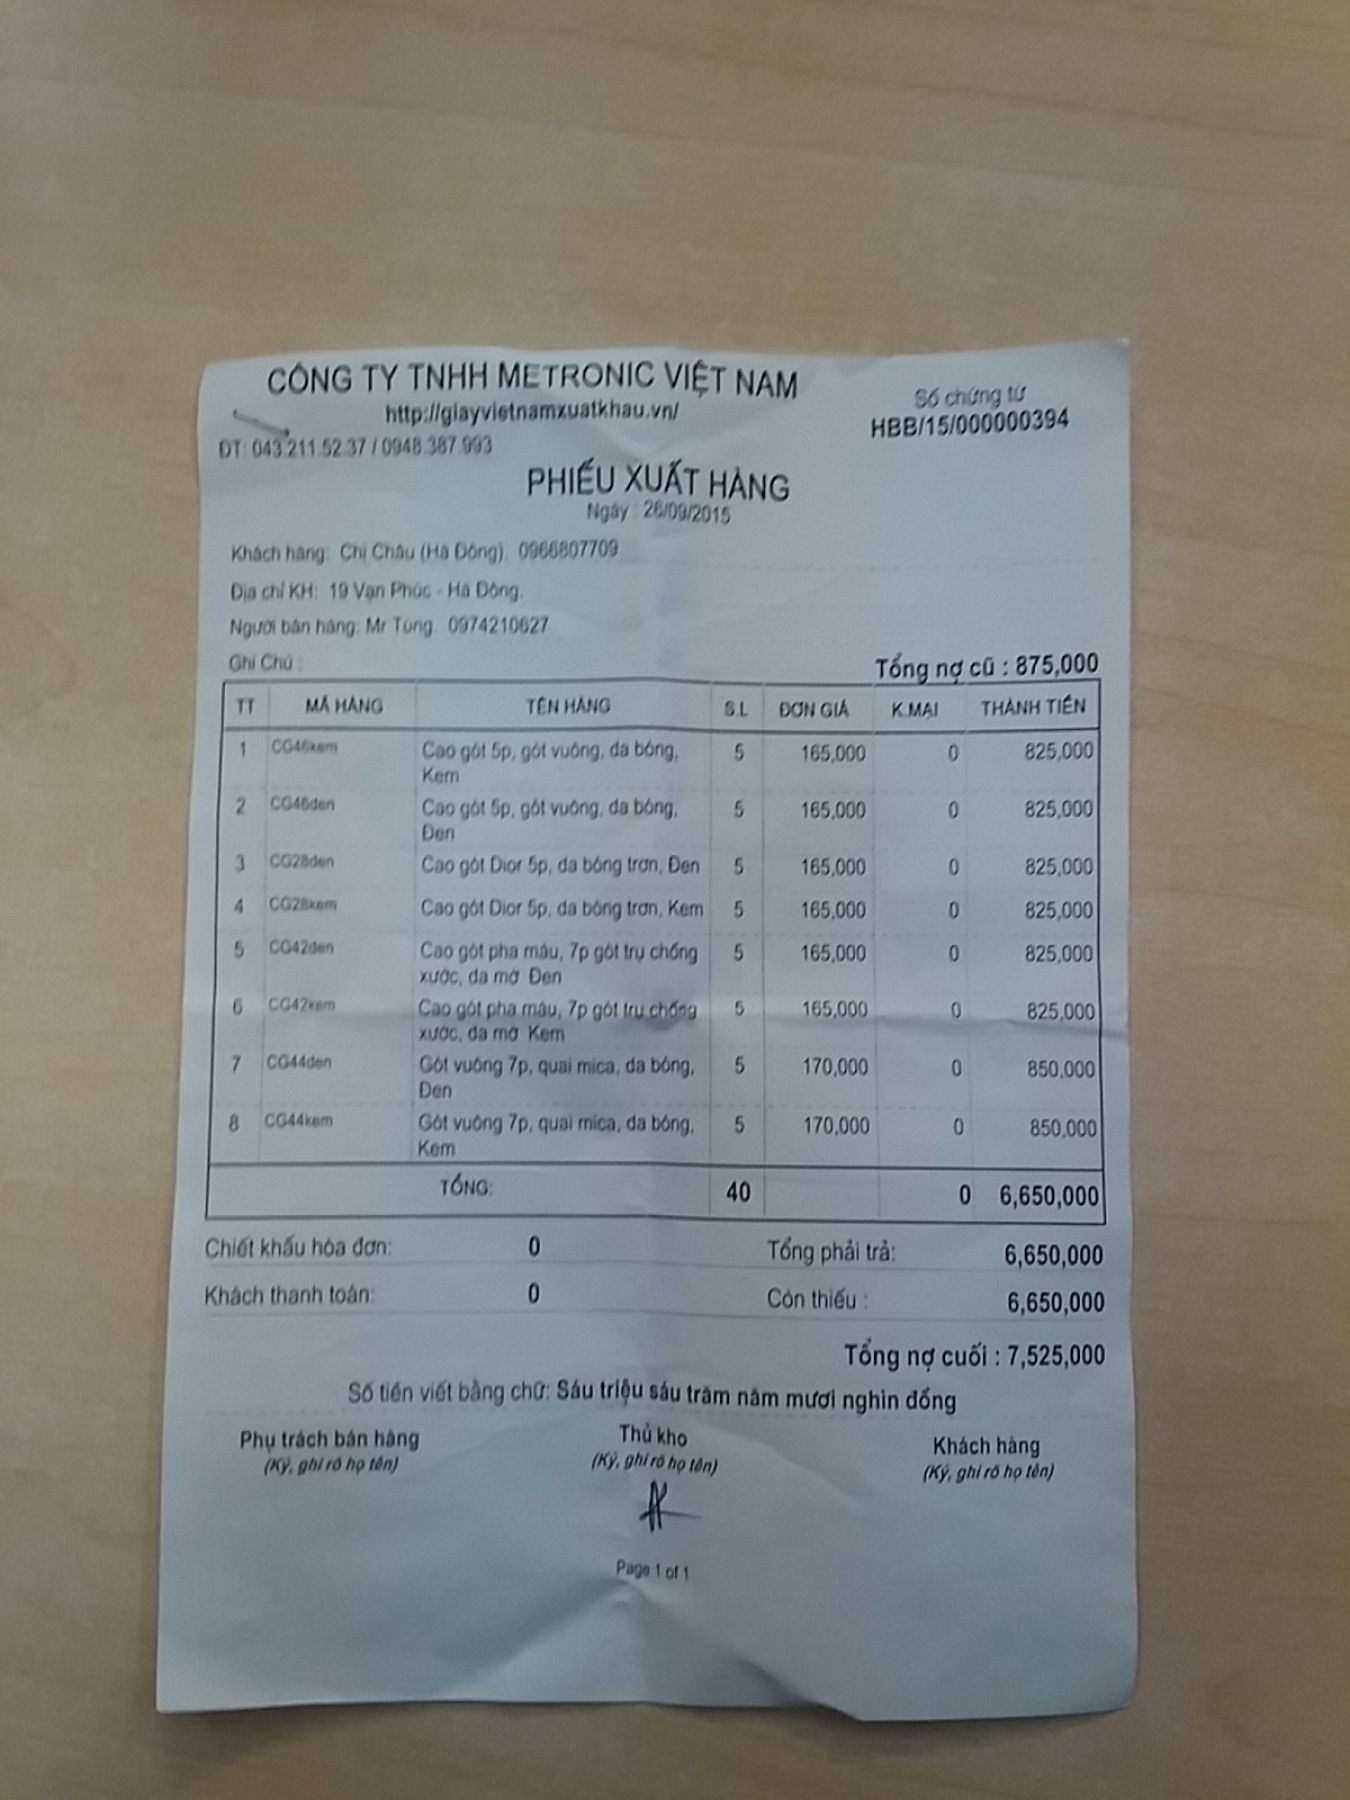 CÔNG TY TNHH METRONIC VIỆT NAM
http://giayvietnamxuatkhau.vn/
ĐT: 043.211.52.37 / 0948.387.993
Số chứng từ
HBB/15/000000394
PHIẾU XUẤT HÀNG
Ngày : 26/09/2015
Khách hàng: Chị Châu (Hà Đông). 0966807709
Địa chỉ KH: 19 Vạn Phúc - Hà Đông.
Người bán hàng: Mr Tùng. 0974210627
Ghi Chú :
Tổng nợ cũ : 875,000
TT MÃ HÀNG TÊN HÀNG S.L ĐƠN GIÁ K.MẠI THÀNH TIỀN
1 CG46kem Cao gót 5p, gót vuông, da bóng, 5 165,000 0 825,000
Kem
2 CG46den Cao gót 5p, gót vuông, da bóng, 5 165,000 0 825,000
Đen
3 CG28den Cao gót Dior 5p, da bóng trơn, Đen 5 165,000 0 825,000
4 CG28kem Cao gót Dior 5p, da bóng trơn, Kem 5 165,000 0 825,000
5 CG42den Cao gót pha màu, 7p gót trụ chống 5 165,000 0 825,000
xước, da mờ Đen
6 CG42kem Cao gót pha màu, 7p gót trụ chống 5 165,000 0 825,000
xước, da mờ Kem
7 CG44den Gót vuông 7p, quai mica, da bóng, 5 170,000 0 850,000
Đen
8 CG44kem Gót vuông 7p, quai mica, da bóng, 5 170,000 0 850,000
Kem
TỔNG: 40 0 6,650,000
Chiết khấu hóa đơn: 0 Tổng phải trả: 6,650,000
Khách thanh toán: 0 Còn thiếu : 6,650,000
Tổng nợ cuối : 7,525,000
Số tiền viết bằng chữ: Sáu triệu sáu trăm năm mươi nghìn đồng
Phụ trách bán hàng Thủ kho Khách hàng
(Ký, ghi rõ họ tên) (Ký, ghi rõ họ tên) (Ký, ghi rõ họ tên)
Page 1 of 1